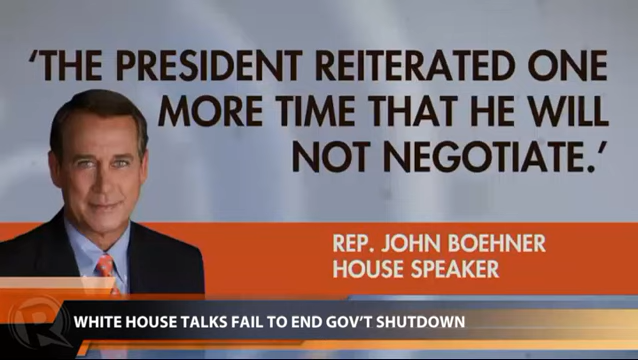 ‘THE PRESIDENT REITERATED ONE
MORE TIME THAT HE WILL
NOT NEGOTIATE.’
REP. JOHN BOEHNER
HOUSE SPEAKER
R
WHITE HOUSE TALKS FAIL TO END GOV'T SHUTDOWN